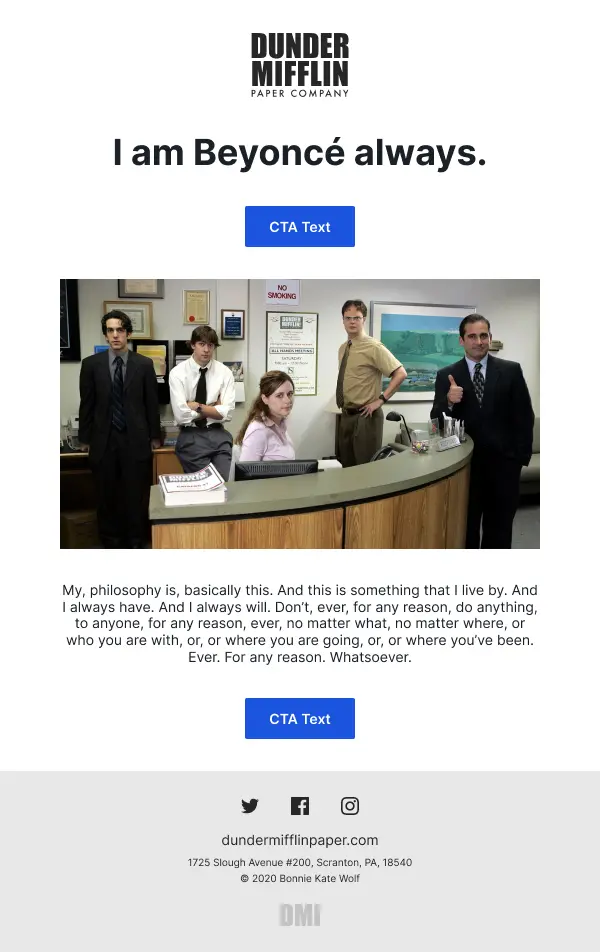 DUNDER
MIFFLIN
PAPER COMPANY
I am Beyoncé always.
CTA Text
NO
SMOKING
DUNDER
MIFFLIN
ALL HANDS MEETING
SATURDAY
My, philosophy is, basically this. And this is something that I live by. And
I always have. And I always will. Don’t, ever, for any reason, do anything,
to anyone, for any reason, ever, no matter what, no matter where, or
who you are with, or, or where you are going, or, or where you’ve been.
Ever. For any reason. Whatsoever.
CTA Text
dundermifflinpaper.com
1725 Slough Avenue #200, Scranton, PA, 18540
© 2020 Bonnie Kate Wolf
DMI